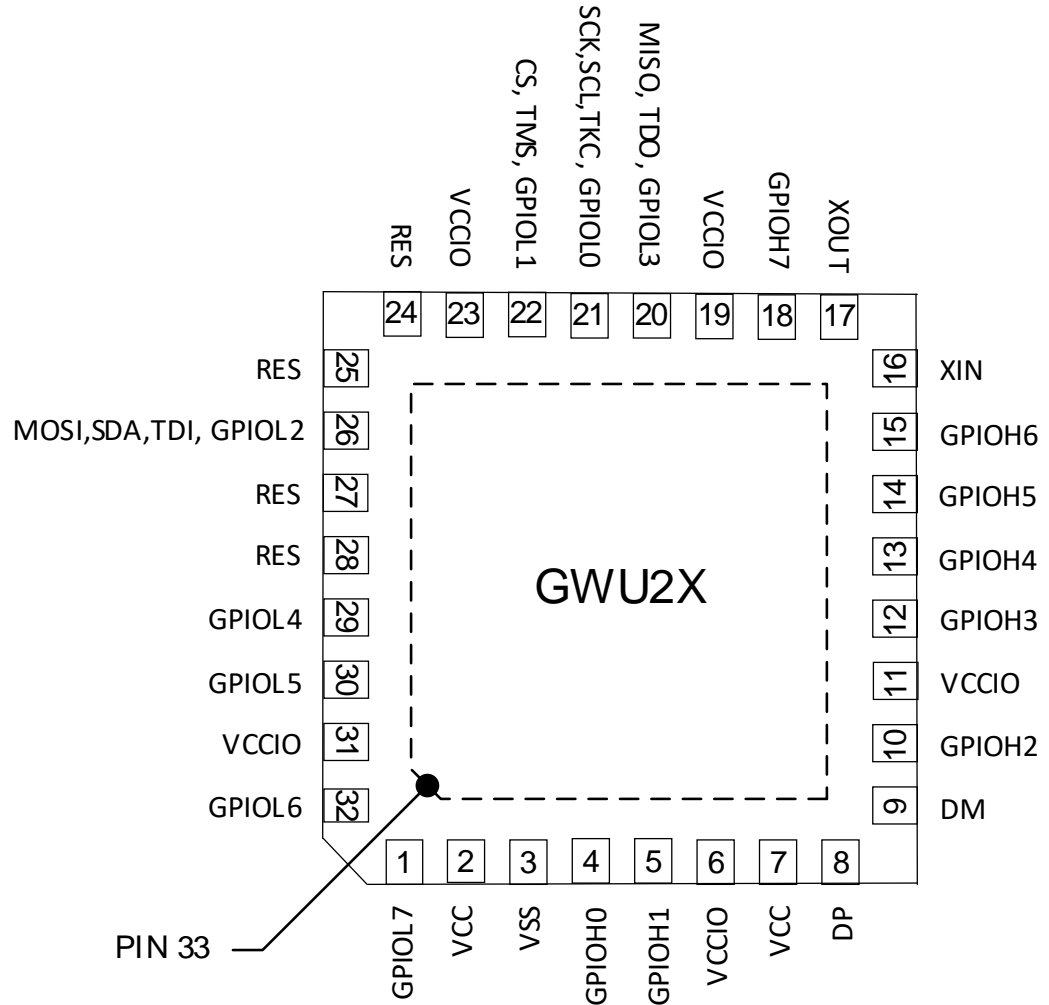 CS, TMS, GPIOL1
SCK,SCL,TKC, GPIOL0
MISO, TDO, GPIOL3
RES
VCCIO
VCCIO
GPIOH7
XOUT
24
23
22
21
20
19
18
17
RES
25
16
XIN
MOSI,SDA,TDI, GPIOL2
26
15
GPIOH6
RES
27
14
GPIOH5
RES
28
13
GPIOH4
GWU2X
GPIOL4
29
12
GPIOH3
GPIOL5
30
11
VCCIO
VCCIO
31
10
GPIOH2
GPIOL6
32
9
DM
1
2
3
4
5
6
7
8
GPIOL7
VCC
VSS
GPIOH0
GPIOH1
VCCIO
VCC
DP
PIN 33